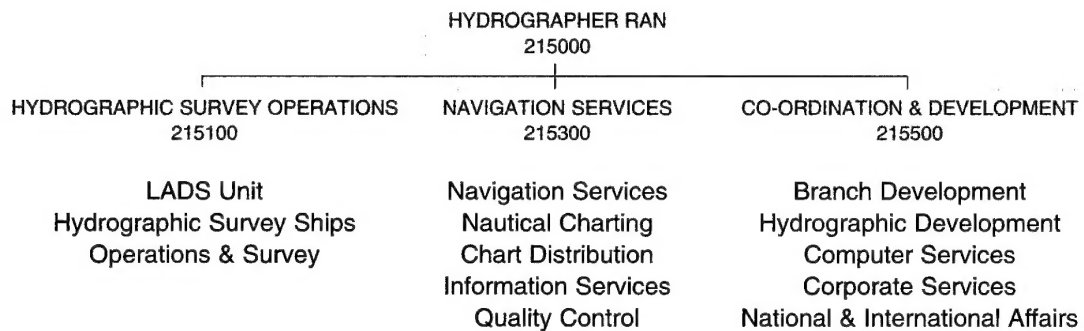 HYDROGRAPHER RAN
215000
HYDROGRAPHIC SURVEY OPERATIONS
215100
LADS Unit
Hydrographic Survey Ships
Operations & Survey
NAVIGATION SERVICES
215300
Navigation Services
Nautical Charting
Chart Distribution
Information Services
Quality Control
CO-ORDINATION & DEVELOPMENT
215500
Branch Development
Hydrographic Development
Computer Services
Corporate Services
National & International Affairs